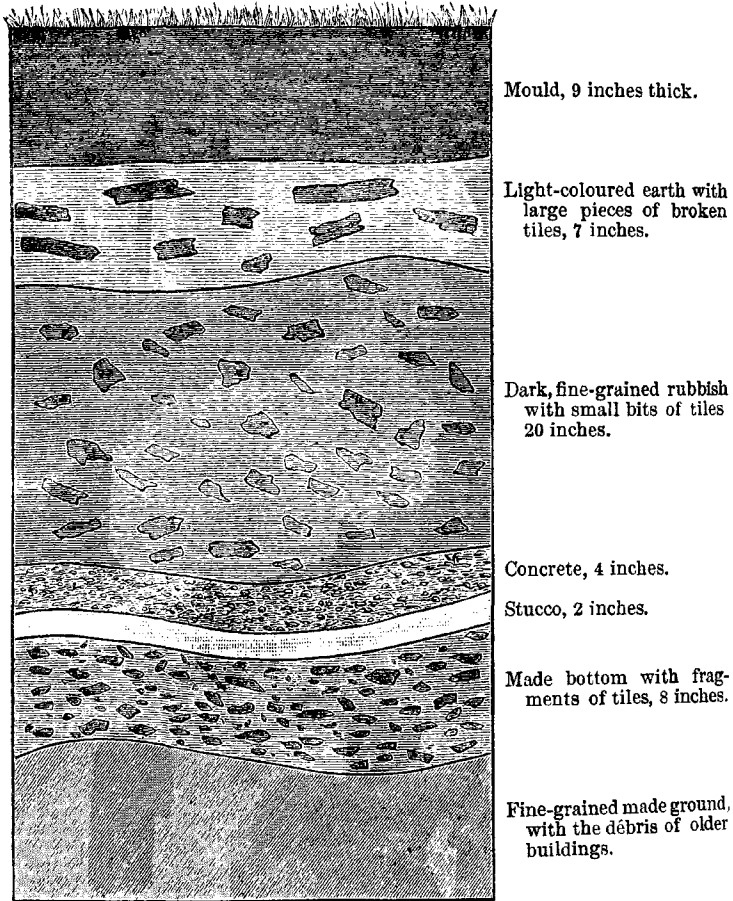 Mould, 9 inches thick.
Light-coloured earth with
large pieces of broken
tiles, 7 inches.
Dark, fine-grained rubbish
with small bits of tiles
20 inches.
Concrete, 4 inches.
Stucco, 2 inches.
Made bottom with frag-
ments of tiles, 8 inches.
Fine-grained made ground,
with the débris of older
buildings.